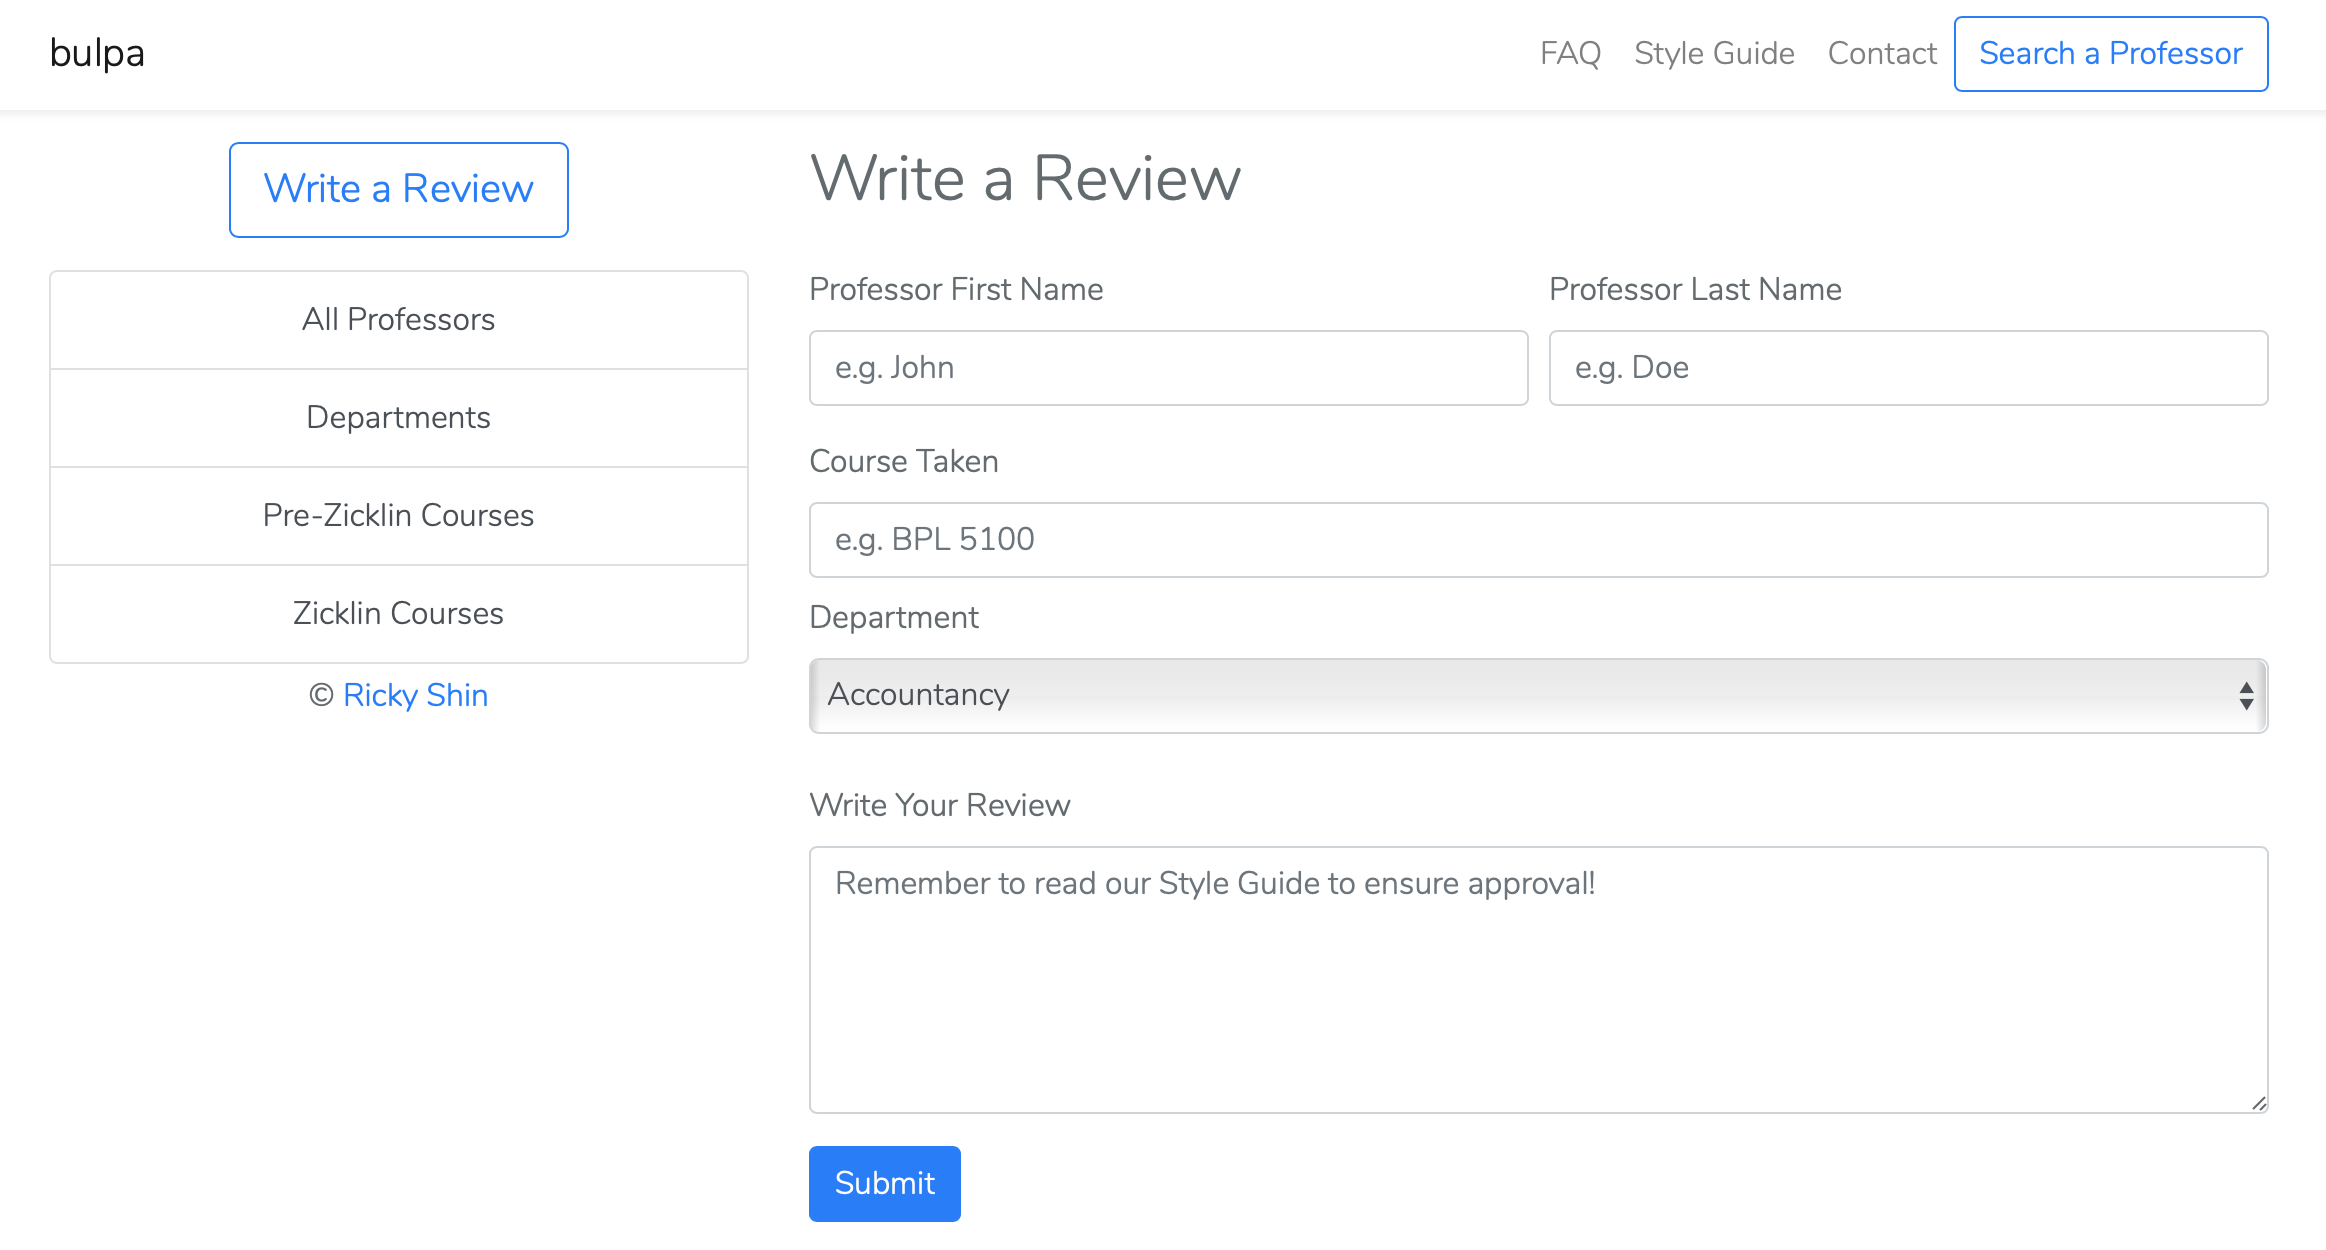 bulpa
FAQ Style Guide Contact Search a Professor
Write a Review
All Professors
Departments
Pre-Zicklin Courses
Zicklin Courses
© Ricky Shin
Write a Review
Professor First Name Professor Last Name
e.g. John e.g. Doe
Course Taken
e.g. BPL 5100
Department
Accountancy
Write Your Review
Remember to read our Style Guide to ensure approval!
Submit